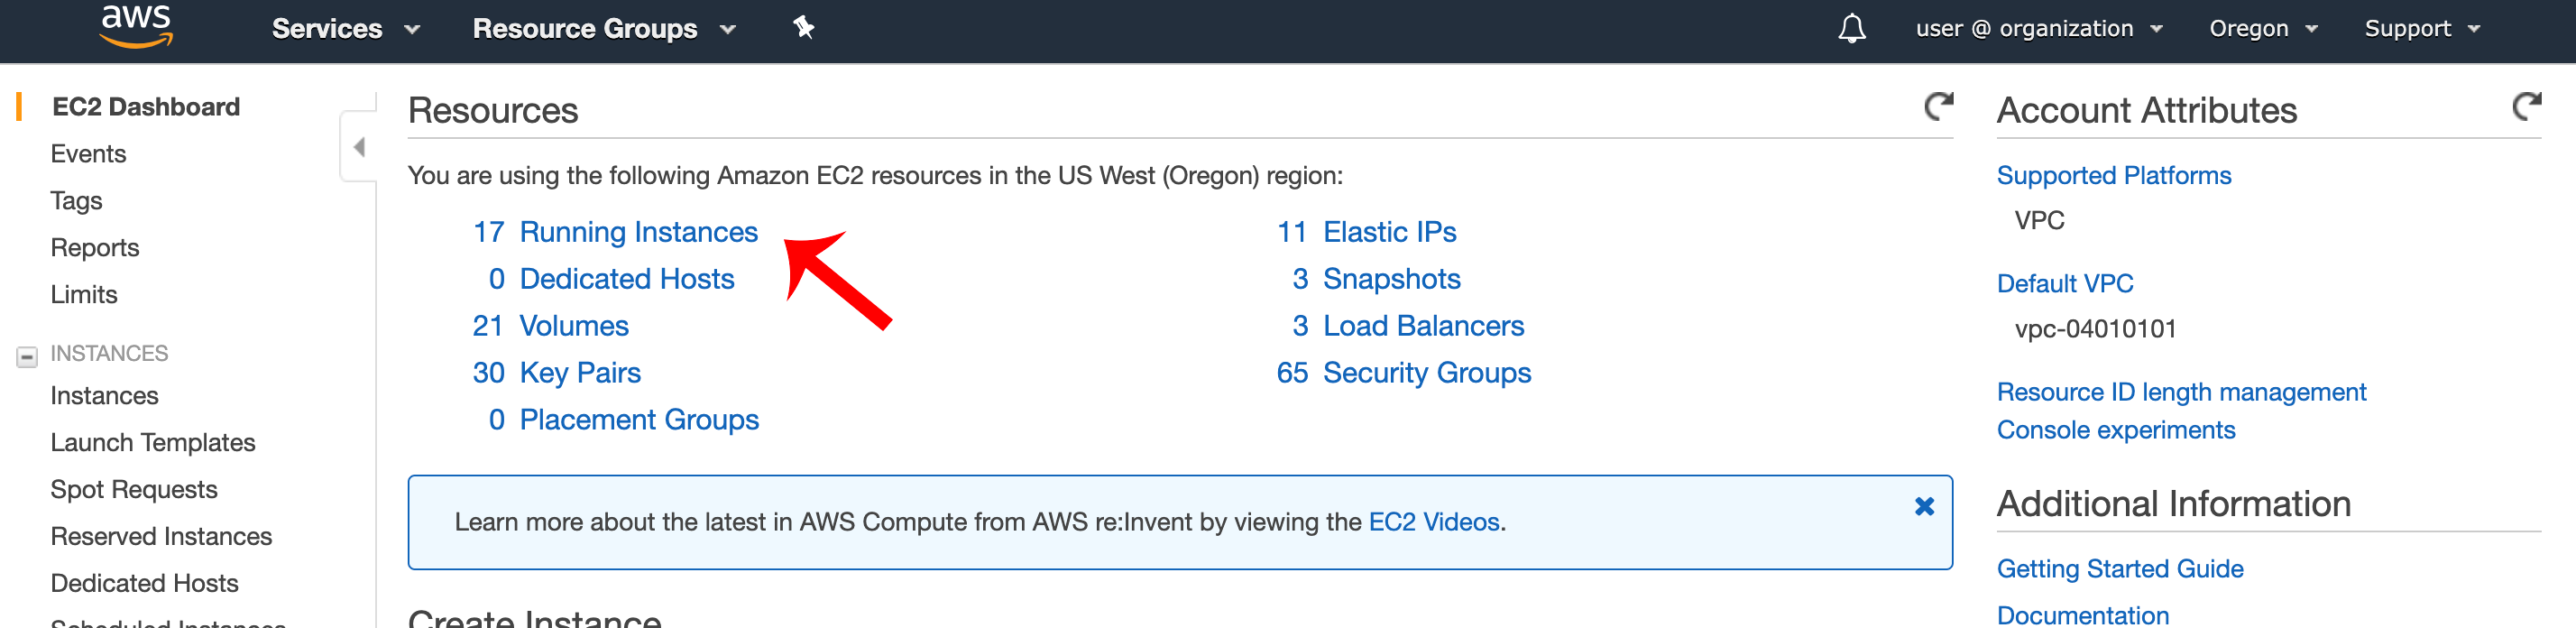 aws
Services
Resource Groups
user @ organization
Oregon
Support
EC2 Dashboard
Events
Tags
Reports
Limits
INSTANCES
Instances
Launch Templates
Spot Requests
Reserved Instances
Dedicated Hosts
Scheduled Instances
Resources
You are using the following Amazon EC2 resources in the US West (Oregon) region:
17 Running Instances
0 Dedicated Hosts
21 Volumes
30 Key Pairs
0 Placement Groups
11 Elastic IPs
3 Snapshots
3 Load Balancers
65 Security Groups
Learn more about the latest in AWS Compute from AWS re:Invent by viewing the EC2 Videos.
Create Instance
Account Attributes
Supported Platforms
VPC
Default VPC
vpc-04010101
Resource ID length management
Console experiments
Additional Information
Getting Started Guide
Documentation